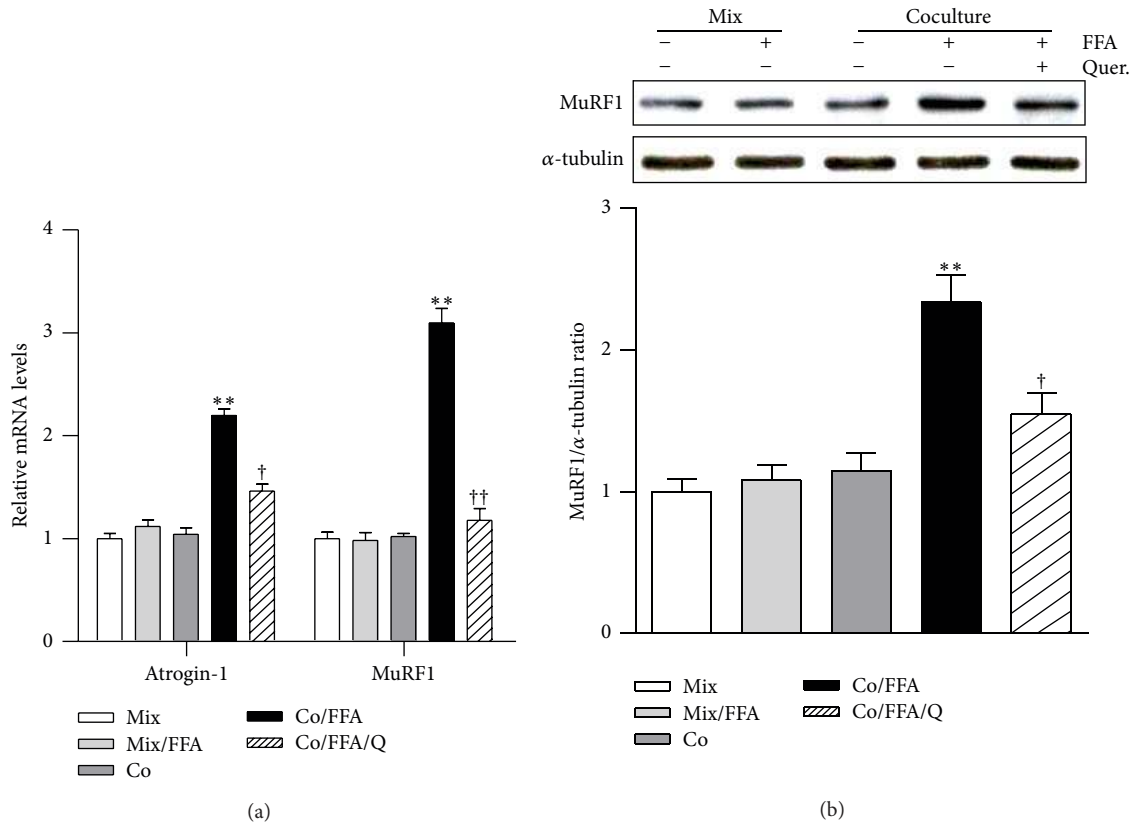 4
3
2
1
0
Relative mRNA levels
**
†
**
††
Atrogin-1 MuRF1
Mix
Mix/FFA
Co
Co/FFA
Co/FFA/Q
(a)
Mix Coculture
− + − + + FFA
− − − − + Quer.
MuRF1
α-tubulin
3
2
1
0
MuRF1/α-tubulin ratio
**
†
Mix
Mix/FFA
Co
Co/FFA
Co/FFA/Q
(b)